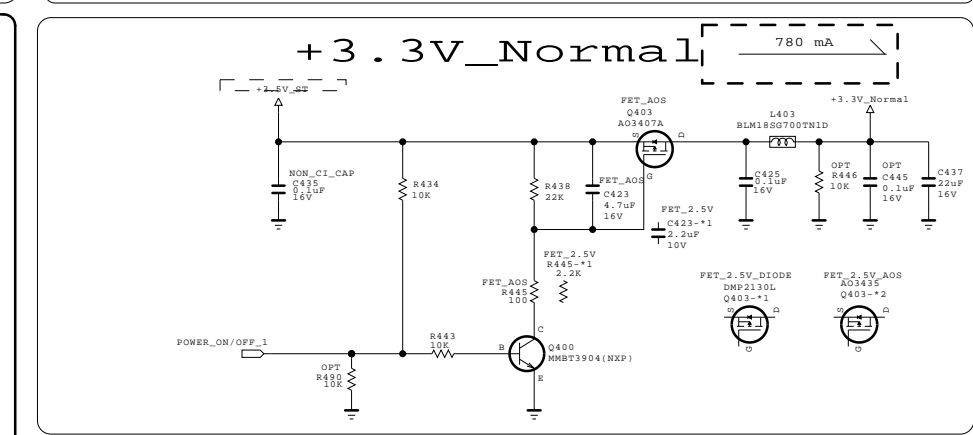 +3.3V_Normal
780 mA
+3.5V_ST
FET_AOS
Q403
AO3407A
S
D
G
L403
BLM18SG700TN1D
+3.3V_Normal
NON_CI_CAP
C435
0.1uF
16V
R434
10K
R438
22K
FET_AOS
C423
4.7uF
16V
FET_2.5V
C423-*1
2.2uF
10V
C425
0.1uF
16V
OPT
R446
10K
OPT
C445
0.1uF
16V
C437
22uF
16V
FET_2.5V
R445-*1
2.2K
FET_AOS
R445
100
FET_2.5V_DIODE
DMP2130L
Q403-*1
S
D
G
FET_2.5V_AOS
AO3435
Q403-*2
S
D
G
POWER_ON/OFF_1
R443
10K
B
C
E
Q400
MMBT3904(NXP)
OPT
R490
10K